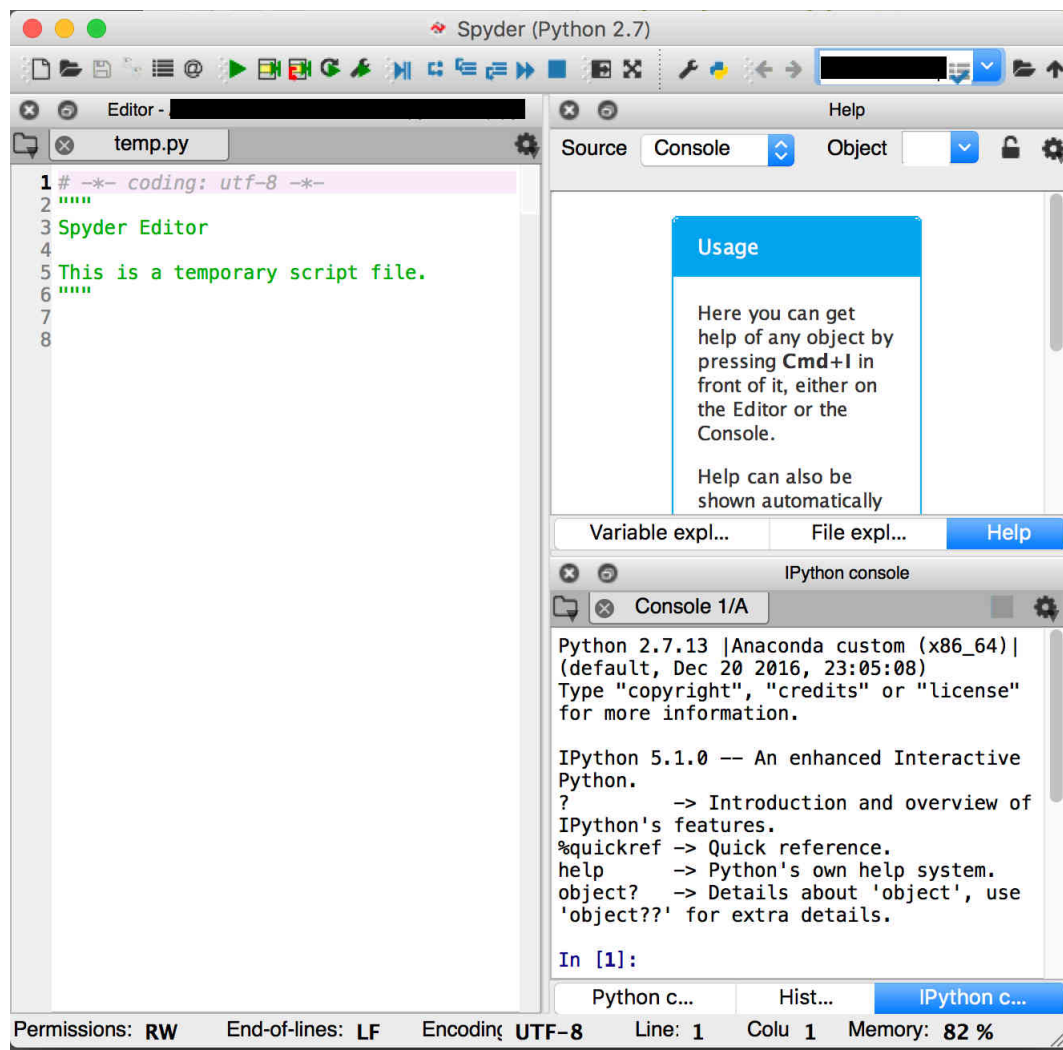 Spyder (Python 2.7)
Editor -
temp.py
1 # -*- coding: utf-8 -*-
2 """
3 Spyder Editor
4
5 This is a temporary script file.
6 """
7
8
Help
Source Console Object
Usage
Here you can get
help of any object by
pressing Cmd+I in
front of it, either on
the Editor or the
Console.
Help can also be
shown automatically
Variable expl... File expl... Help
IPython console
Console 1/A
Python 2.7.13 |Anaconda custom (x86_64)|
(default, Dec 20 2016, 23:05:08)
Type "copyright", "credits" or "license"
for more information.
IPython 5.1.0 -- An enhanced Interactive
Python.
? -> Introduction and overview of
IPython's features.
%quickref -> Quick reference.
help -> Python's own help system.
object? -> Details about 'object', use
'object??' for extra details.
In [1]:
Python c... Hist... IPython c...
Permissions: RW End-of-lines: LF Encoding UTF-8 Line: 1 Colu 1 Memory: 82 %